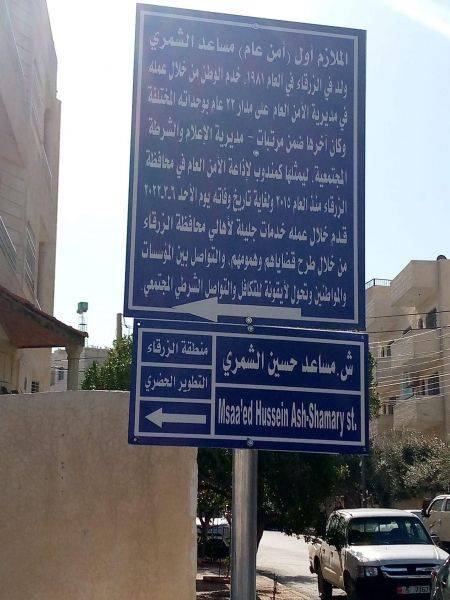 الملازم أول (أمن عام) مساعد الشمري
ولد في الزرقاء في العام ١٩٨١، خدم الوطن من خلال عمله
في مديرية الأمن العام على مدار ٢٢ عام بوحداته المختلفة
وكان آخرها ضمن مرتبات - مديرية الإعلام والشرطة
المجتمعية، ليمثلها كمندوب لإذاعة الأمن العام في محافظة
الزرقاء منذ العام ٢٠١٥ ولغاية تاريخ وفاته يوم الأحد ٢٠٢٢.٣.٦
قدم خلال عمله خدمات جليلة لأهالي محافظة الزرقاء
من خلال طرح قضاياهم وهمومهم، والتواصل بين المؤسسات
والمواطنين وتحول لأيقونة للتكافل والتواصل الشرطي المجتمعي
ش. مساعد حسين الشمري
منطقة الزرقاء
التطوير الحضري
Msaa'ed Hussein Ash-Shamary st.